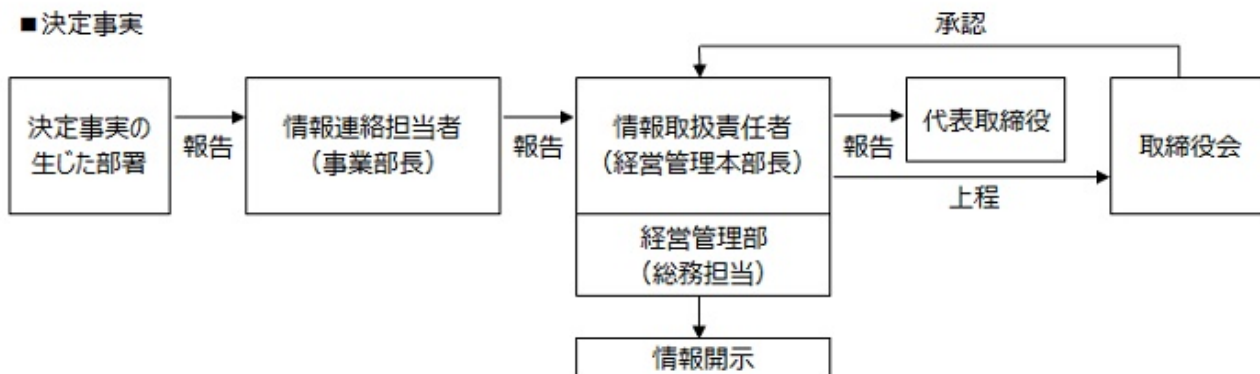 ■決定事実
承認
決定事実の
生じた部署
報告
情報連絡担当者
（事業部長）
報告
情報取扱責任者
（経営管理本部長）
報告
代表取締役
上程
取締役会
経営管理部
（総務担当）
情報開示